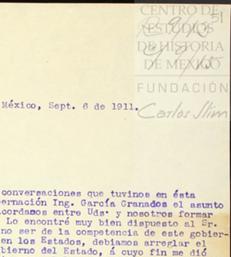 CENTRO DE
ESTUDIOS
DE HISTORIA
DE MEXICO
FUNDACIÓN
Carlos Slim
México, Sept. 6 de 1911.
conversaciones que tuvimos en ésta
ernación Ing. García Granados el asunto
cordamos entre Uds. y nosotros formar
Lo encontré muy bien dispuesto al Sr.
no ser de la competencia de este gobier-
en los Estados, debiamos arreglar el
bierno del Estado, á cuyo fin me dió